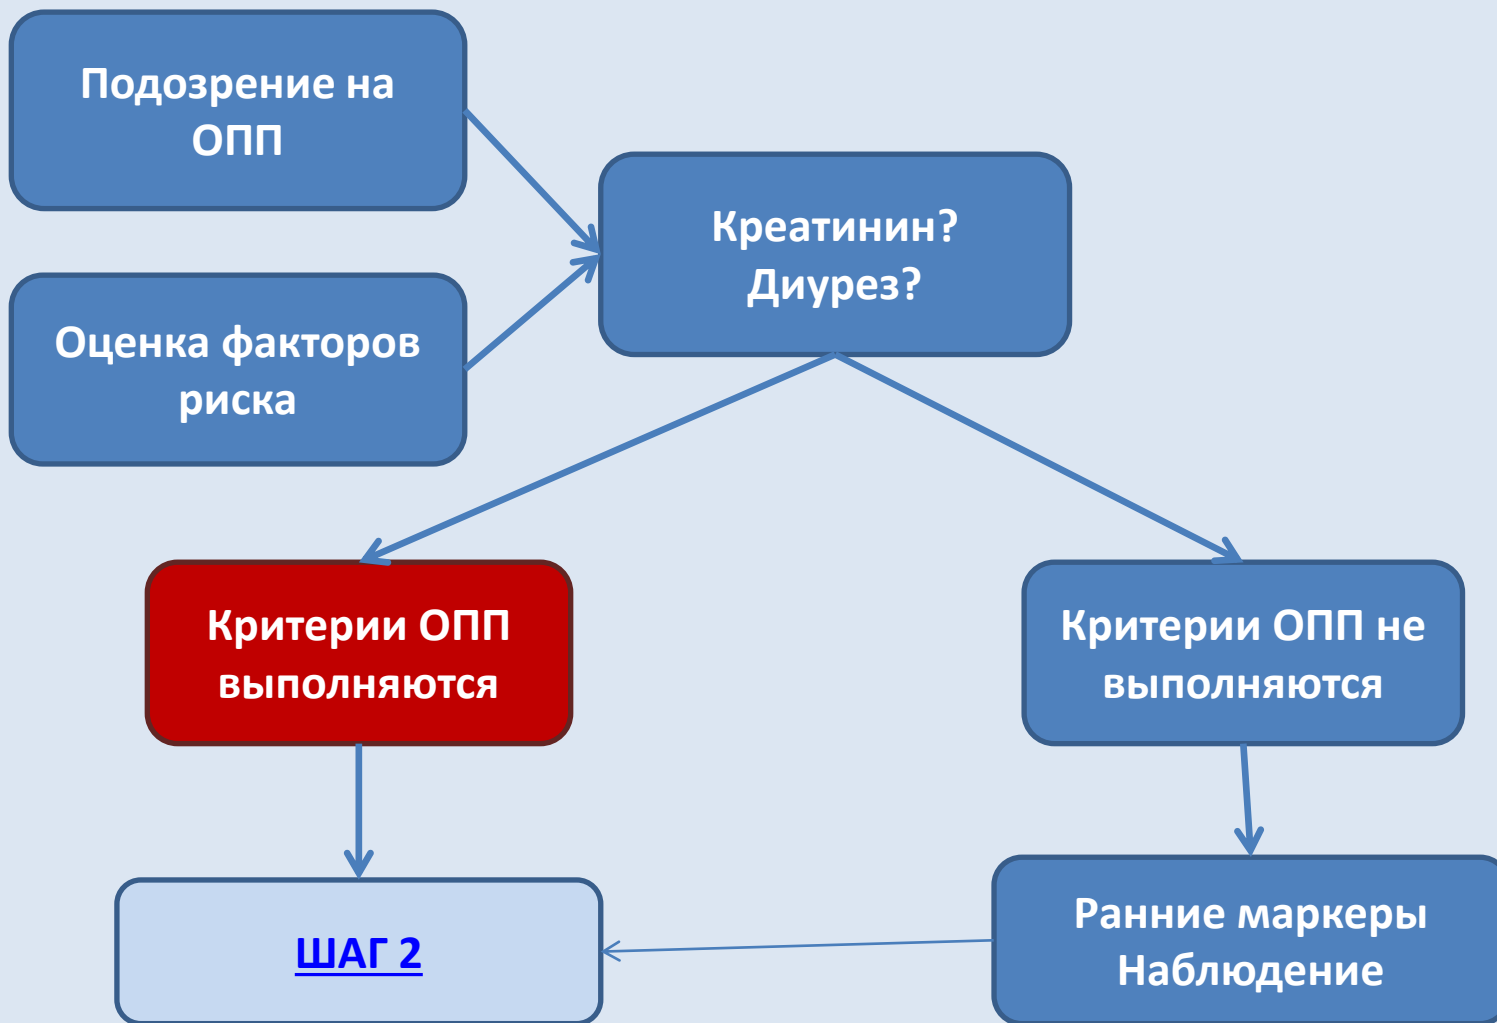 Подозрение на
ОПП
Креатинин?
Диурез?
Оценка факторов
риска
Критерии ОПП
выполняются
Критерии ОПП не
выполняются
ШАГ 2
Ранние маркеры
Наблюдение